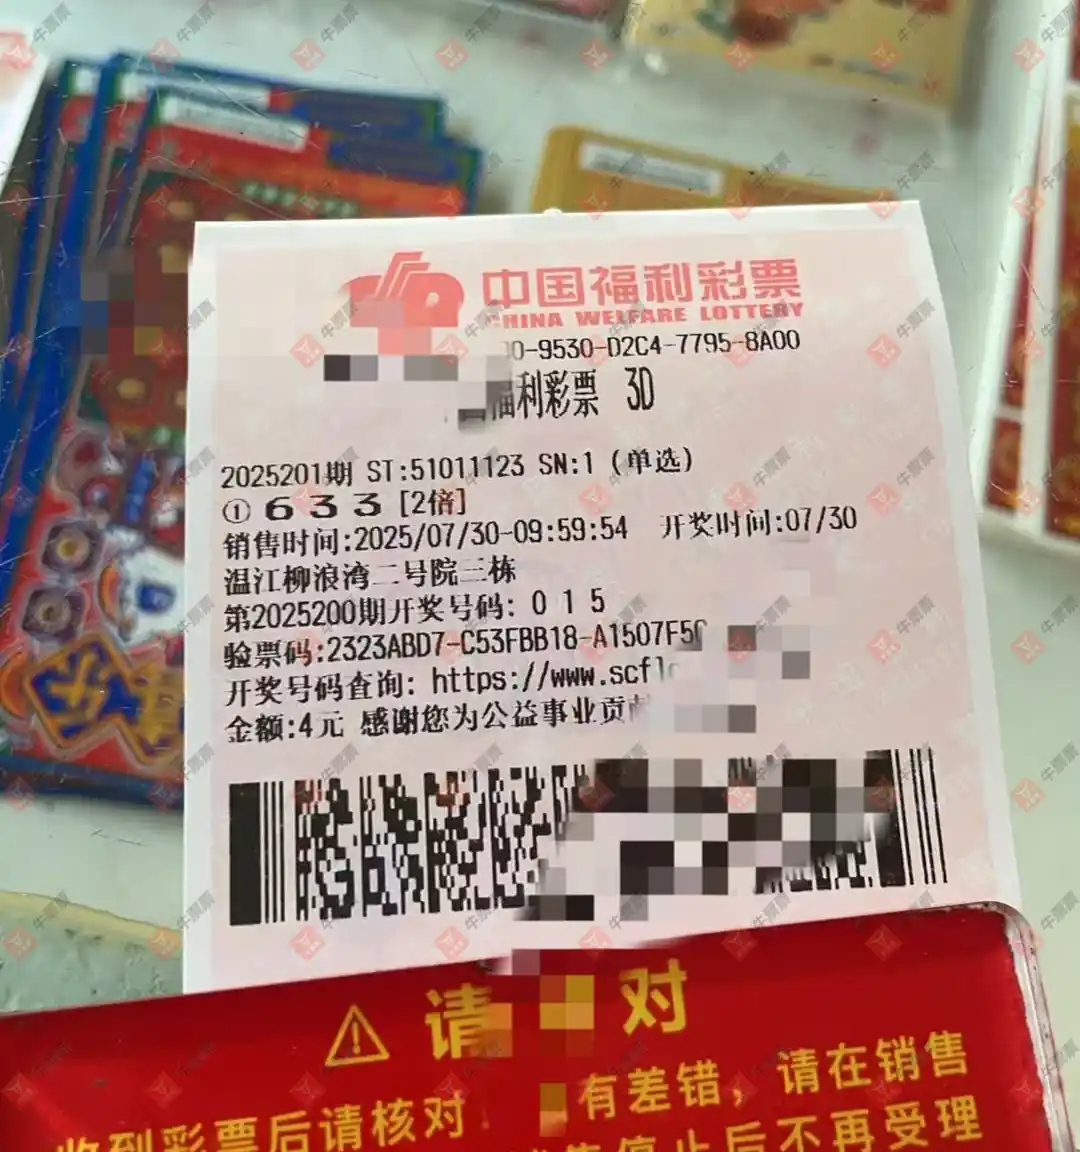 中国福利彩票
CHINA WELFARE LOTTERY
0-9530-D2C4-7795-8A00
福利彩票 3D
2025201期 ST:51011123 SN:1 (单选)
① 6 3 3 [2倍]
销售时间:2025/07/30-09:59:54 开奖时间:07/30
温江柳浪湾二号院三栋
第2025200期开奖号码: 0 1 5
验票码:2323ABD7-C53FBB18-A1507F5
开奖号码查询: https://www.scfl
金额:4元 感谢您为公益事业贡
请 对
收到彩票后请核对 有差错，请在销售
停止后不再受理
牛票票